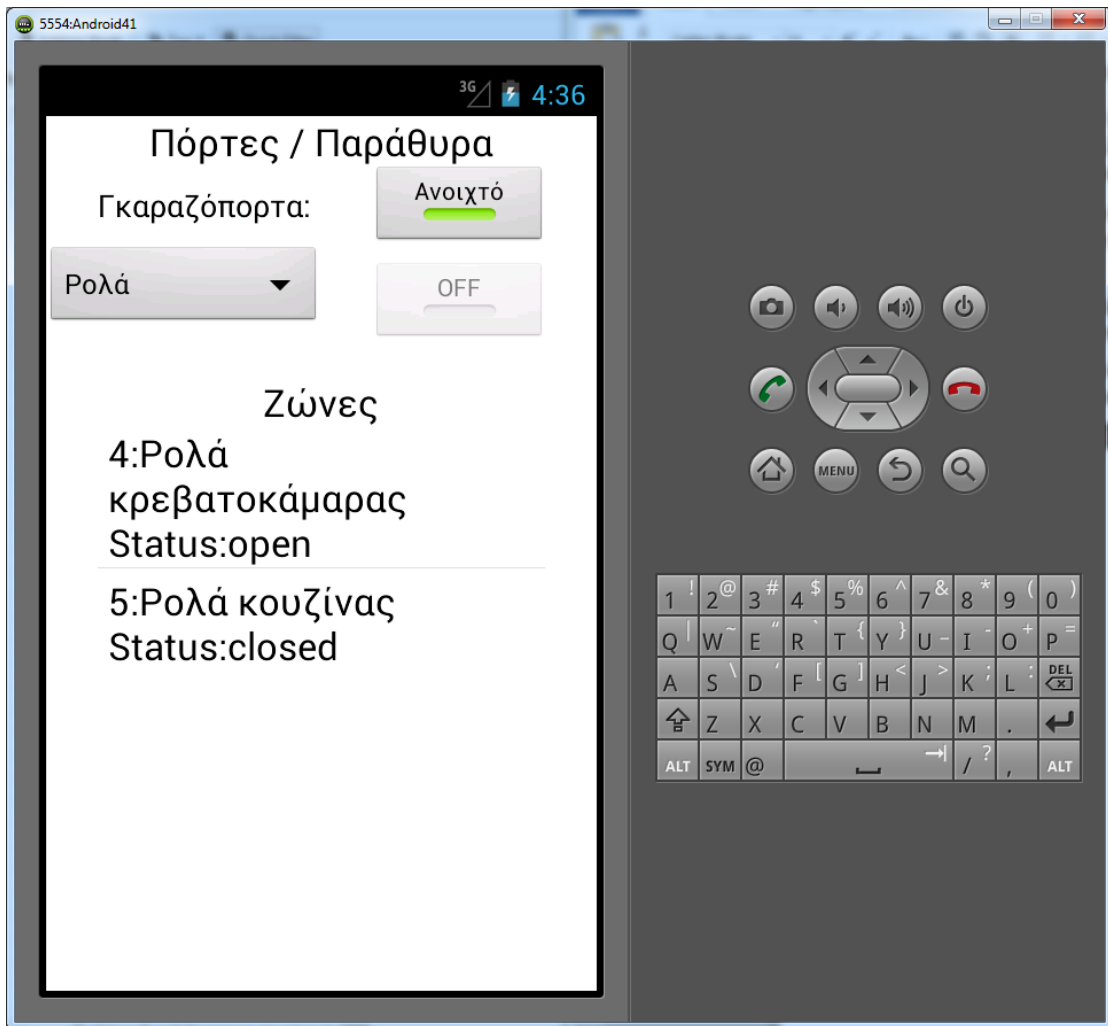 5554:Android41
3G 4:36
Πόρτες / Παράθυρα
Γκαραζόπορτα:
Ανοιχτό
Ρολά
OFF
Ζώνες
4:Ρολά
κρεβατοκάμαρας
Status:open
5:Ρολά κουζίνας
Status:closed
MENU
1 ! 2 @ 3 # 4 $ 5 % 6 ^ 7 & 8 * 9 ( 0 )
Q | W ~ E “ R ` T { Y } U _ I - O + P =
A S \ D ‘ F [ G ] H < J > K ; L : DEL
Z X C V B N M .
ALT SYM @ / ? , ALT